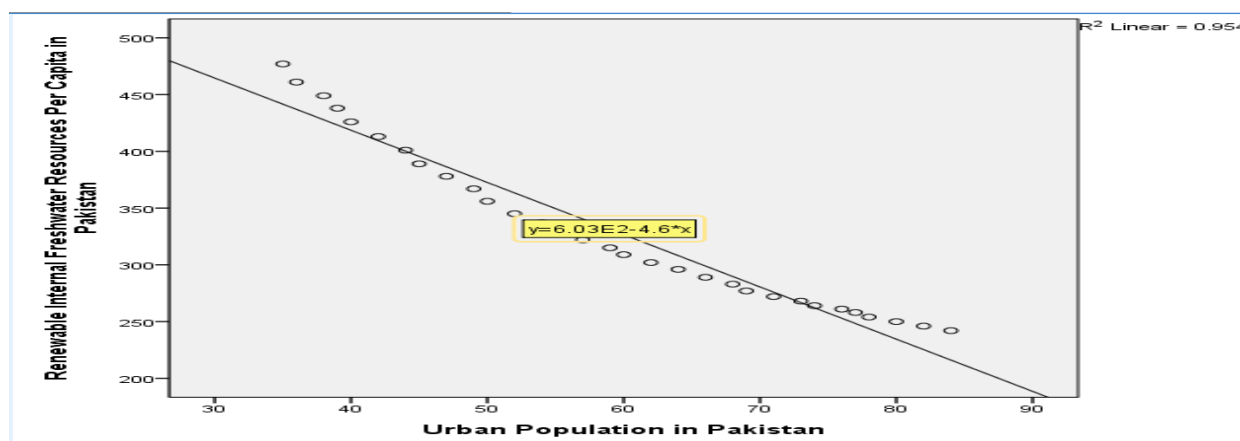 R² Linear = 0.954
Renewable Internal Freshwater Resources Per Capita in
Pakistan
500
450
400
350
300
250
200
y=6.03E2-4.6*x
30 40 50 60 70 80 90
Urban Population in Pakistan